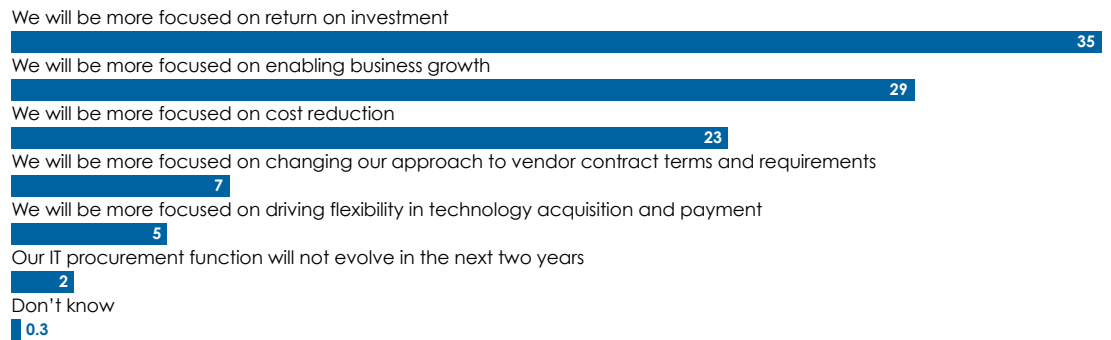 We will be more focused on return on investment
35
We will be more focused on enabling business growth
29
We will be more focused on cost reduction
23
We will be more focused on changing our approach to vendor contract terms and requirements
7
We will be more focused on driving flexibility in technology acquisition and payment
5
Our IT procurement function will not evolve in the next two years
2
Don't know
0.3